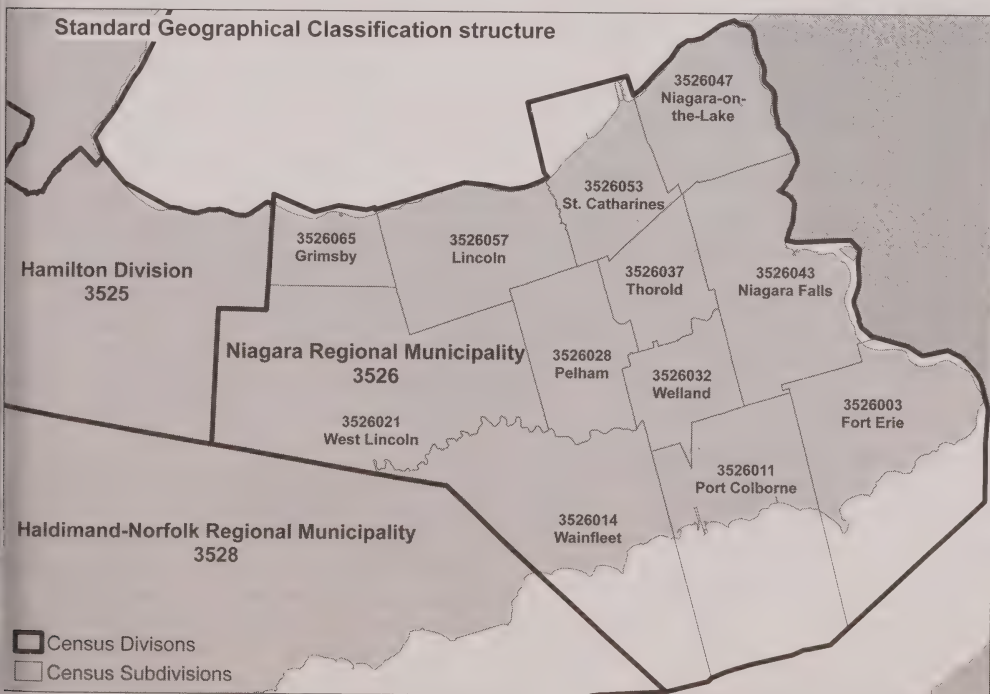 Standard Geographical Classification structure
3526047
Niagara-on-
the-Lake
3526053
St. Catharines
3526065
Grimsby
3526057
Lincoln
Hamilton Division
3525
3526037
Thorold
3526043
Niagara Falls
Niagara Regional Municipality
3526
3526028
Pelham
3526032
Welland
3526021
West Lincoln
3526003
Fort Erie
3526011
Port Colborne
3526014
Wainfleet
Haldimand-Norfolk Regional Municipality
3528
Census Divisons
Census Subdivisions